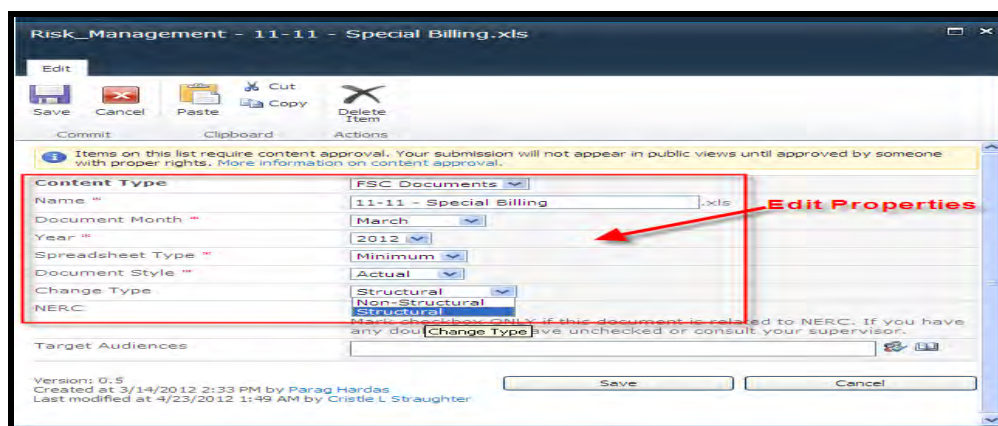 Risk_Management - 11-11 - Special Billing.xls
Edit
Save
Cancel
Paste
Cut
Copy
Delete Item
Commit
Clipboard
Actions
Items on this list require content approval. Your submission will not appear in public views until approved by someone
with proper rights. More information on content approval.
Content Type FSC Documents
Name * 11-11 - Special Billing .xls
Edit Properties
Document Month * March
Year * 2012
Spreadsheet Type * Minimum
Document Style * Actual
Change Type Structural
Non-Structural
NERC Structural
Mark checkbox ONLY if this document is related to NERC. If you have
any dou Change Type ave unchecked or consult your supervisor.
Target Audiences
Version: 0.5
Created at 3/14/2012 2:33 PM by Parag Hardas
Last modified at 4/23/2012 1:49 AM by Cristle L Straughter
Save
Cancel